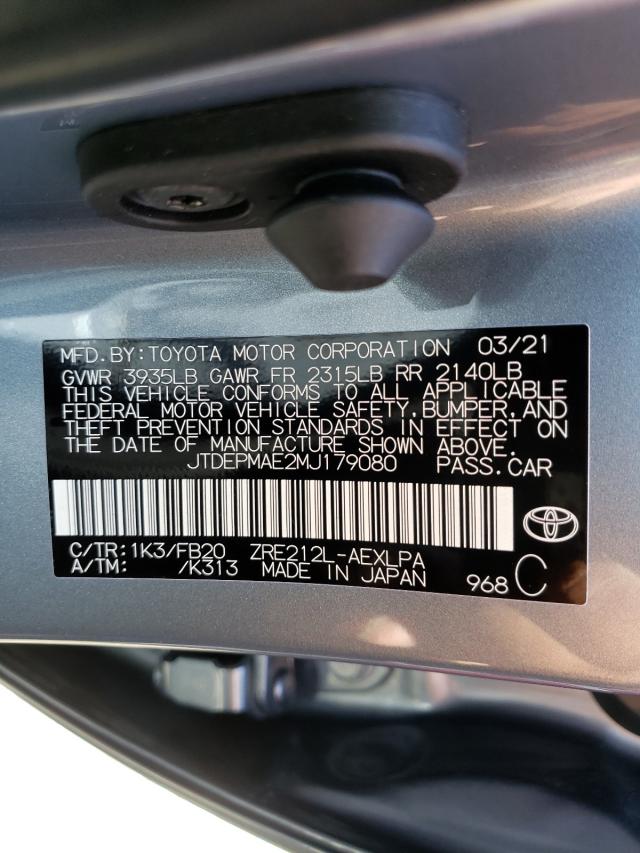 MFD.BY:TOYOTA MOTOR CORPORATION 03/21
GVWR 3935LB GAWR FR 2315LB RR 2140LB
THIS VEHICLE CONFORMS TO ALL APPLICABLE
FEDERAL MOTOR VEHICLE SAFETY,BUMPER,AND
THEFT PREVENTION STANDARDS IN EFFECT ON
THE DATE OF MANUFACTURE SHOWN ABOVE.
JTDEPMAE2MJ179080 PASS.CAR
C/TR:1K3/FB20 ZRE212L-AEXLPA
A/TM: /K313 MADE IN JAPAN 968 C